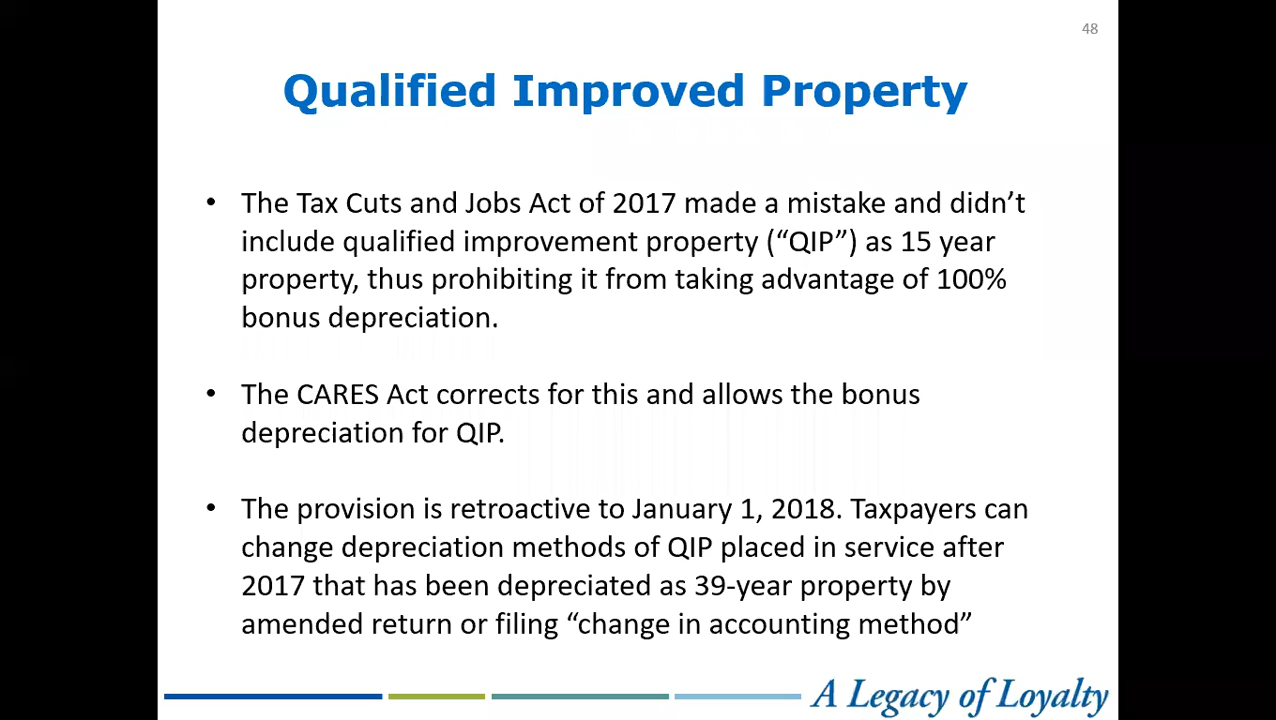 48
Qualified Improved Property
• The Tax Cuts and Jobs Act of 2017 made a mistake and didn’t
include qualified improvement property (“QIP”) as 15 year
property, thus prohibiting it from taking advantage of 100%
bonus depreciation.
• The CARES Act corrects for this and allows the bonus
depreciation for QIP.
• The provision is retroactive to January 1, 2018. Taxpayers can
change depreciation methods of QIP placed in service after
2017 that has been depreciated as 39-year property by
amended return or filing “change in accounting method”
A Legacy of Loyalty